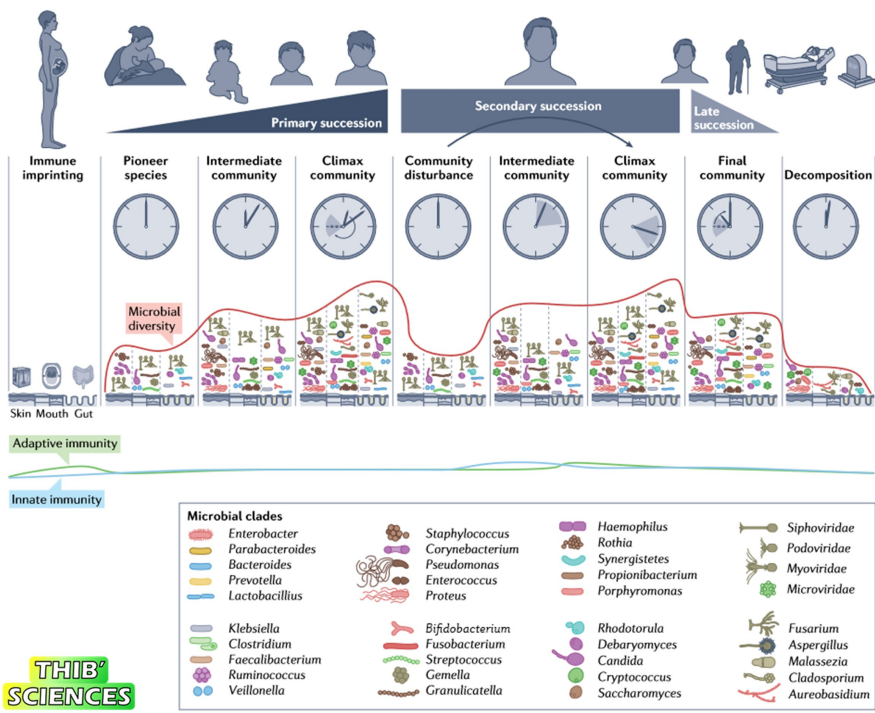 Primary succession
Secondary succession
Late
succession
Immune
imprinting
Pioneer
species
Intermediate
community
Climax
community
Community
disturbance
Intermediate
community
Climax
community
Final
community
Decomposition
Microbial
diversity
Skin Mouth Gut
Adaptive immunity
Innate immunity
Microbial clades
Enterobacter
Parabacteroides
Bacteroides
Prevotella
Lactobacillius
Klebsiella
Clostridium
Faecalibacterium
Ruminococcus
Veillonella
Staphylococcus
Corynebacterium
Pseudomonas
Enterococcus
Proteus
Bifidobacterium
Fusobacterium
Streptococcus
Gemella
Granulicatella
Haemophilus
Rothia
Synergistetes
Propionibacterium
Porphyromonas
Rhodotorula
Debaryomyces
Candida
Cryptococcus
Saccharomyces
Siphoviridae
Podoviridae
Myoviridae
Microviridae
Fusarium
Aspergillus
Malassezia
Cladosporium
Aureobasidium
THIB'
SCIENCES